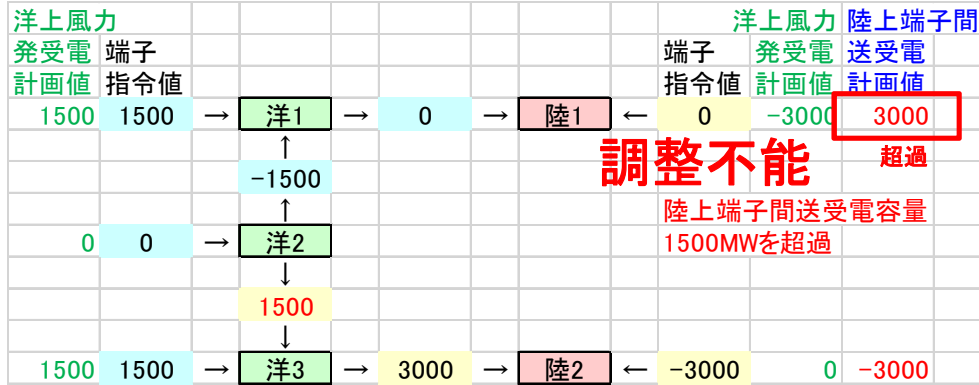 洋上風力 洋上風力 陸上端子間
発受電 端子 端子 発受電 送受電
計画値 指令値 指令値 計画値 計画値
1500 1500 → 洋1 → 0 → 陸1 ← 0 -3000 3000
↑ 調整不能 超過
-1500
↑ 陸上端子間送受電容量
0 0 → 洋2 1500MWを超過
↓
1500
↓
1500 1500 → 洋3 → 3000 → 陸2 ← -3000 0 -3000